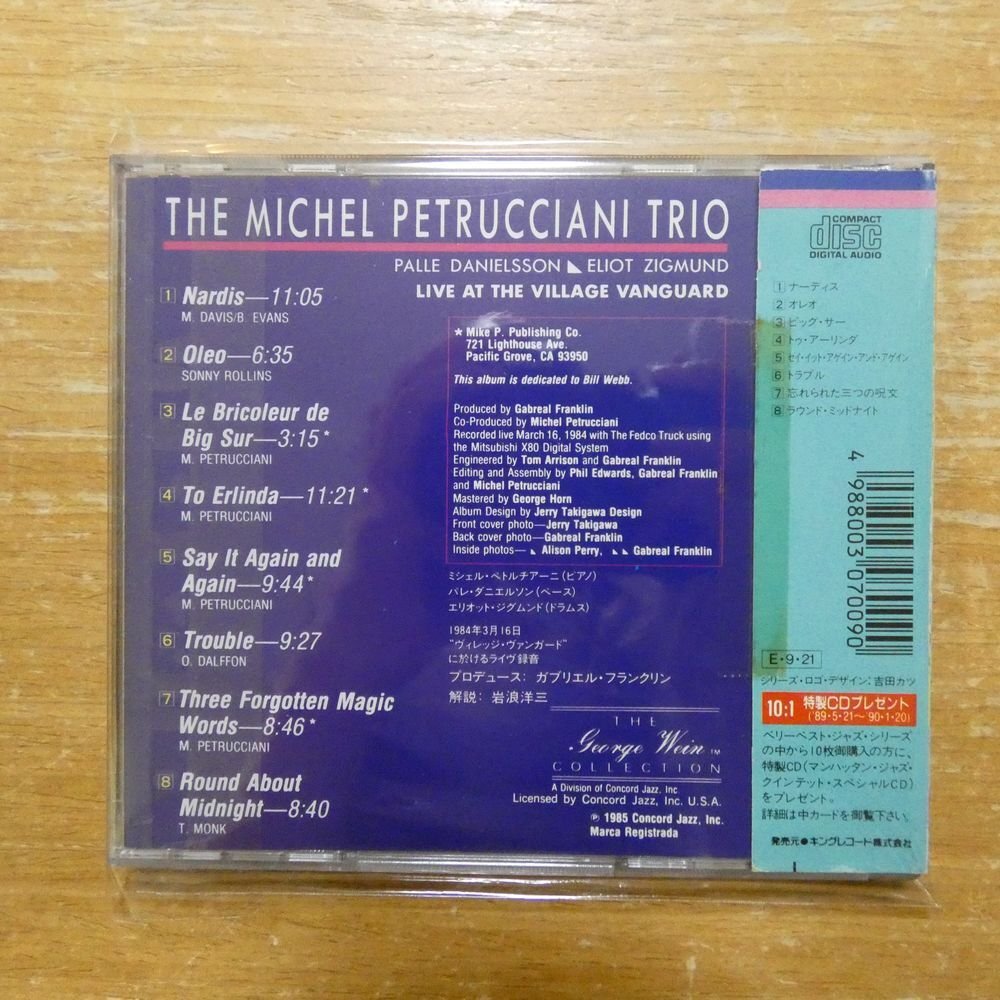 THE MICHEL PETRUCCIANI TRIO
PALLE DANIELSSON ◣ ELIOT ZIGMUND
LIVE AT THE VILLAGE VANGUARD
1 Nardis—11:05
M. DAVIS/B. EVANS
2 Oleo—6:35
SONNY ROLLINS
3 Le Bricoleur de
Big Sur—3:15*
M. PETRUCCIANI
4 To Erlinda—11:21*
M. PETRUCCIANI
5 Say It Again and
Again—9:44*
M. PETRUCCIANI
6 Trouble—9:27
O. DALFFON
7 Three Forgotten Magic
Words—8:46*
M. PETRUCCIANI
8 Round About
Midnight—8:40
T. MONK
* Mike P. Publishing Co.
721 Lighthouse Ave.
Pacific Grove, CA 93950
This album is dedicated to Bill Webb.
Produced by Gabreal Franklin
Co-Produced by Michel Petrucciani
Recorded live March 16, 1984 with The Fedco Truck using
the Mitsubishi X80 Digital System
Engineered by Tom Arrison and Gabreal Franklin
Editing and Assembly by Phil Edwards, Gabreal Franklin
and Michel Petrucciani
Mastered by George Horn
Album Design by Jerry Takigawa Design
Front cover photo—Jerry Takigawa
Back cover photo—Gabreal Franklin
Inside photos— ◣ Alison Perry, ◣◣ Gabreal Franklin
ミシェル・ペトルチアーニ(ピアノ)
パレ・ダニエルソン(ベース)
エリオット・ジグムンド(ドラムス)
1984年3月16日
“ヴィレッジ・ヴァンガード”
に於けるライヴ録音
プロデュース：ガブリエル・フランクリン
解説：岩浪洋三
THE
George Wein™
COLLECTION
A Division of Concord Jazz, Inc.
Licensed by Concord Jazz, Inc. U.S.A.
℗ 1985 Concord Jazz, Inc.
Marca Registrada
COMPACT
disc
DIGITAL AUDIO
1 ナーディス
2 オレオ
3 ビッグ・サー
4 トゥ・アーリンダ
5 セイ・イット・アゲイン・アンド・アゲイン
6 トラブル
7 忘れられた三つの呪文
8 ラウンド・ミッドナイト
4 988003 070090
E・9・21
シリーズ・ロゴ・デザイン：吉田カツ
10:1 特製CDプレゼント
('89・5・21〜'90・1・20)
ベリーベスト・ジャズ・シリーズ
の中から10枚御購入の方に、
特製CD(マンハッタン・ジャズ・
クインテット・スペシャルCD)
をプレゼント。
詳細は中カードを御覧下さい。
発売元●キングレコード株式会社